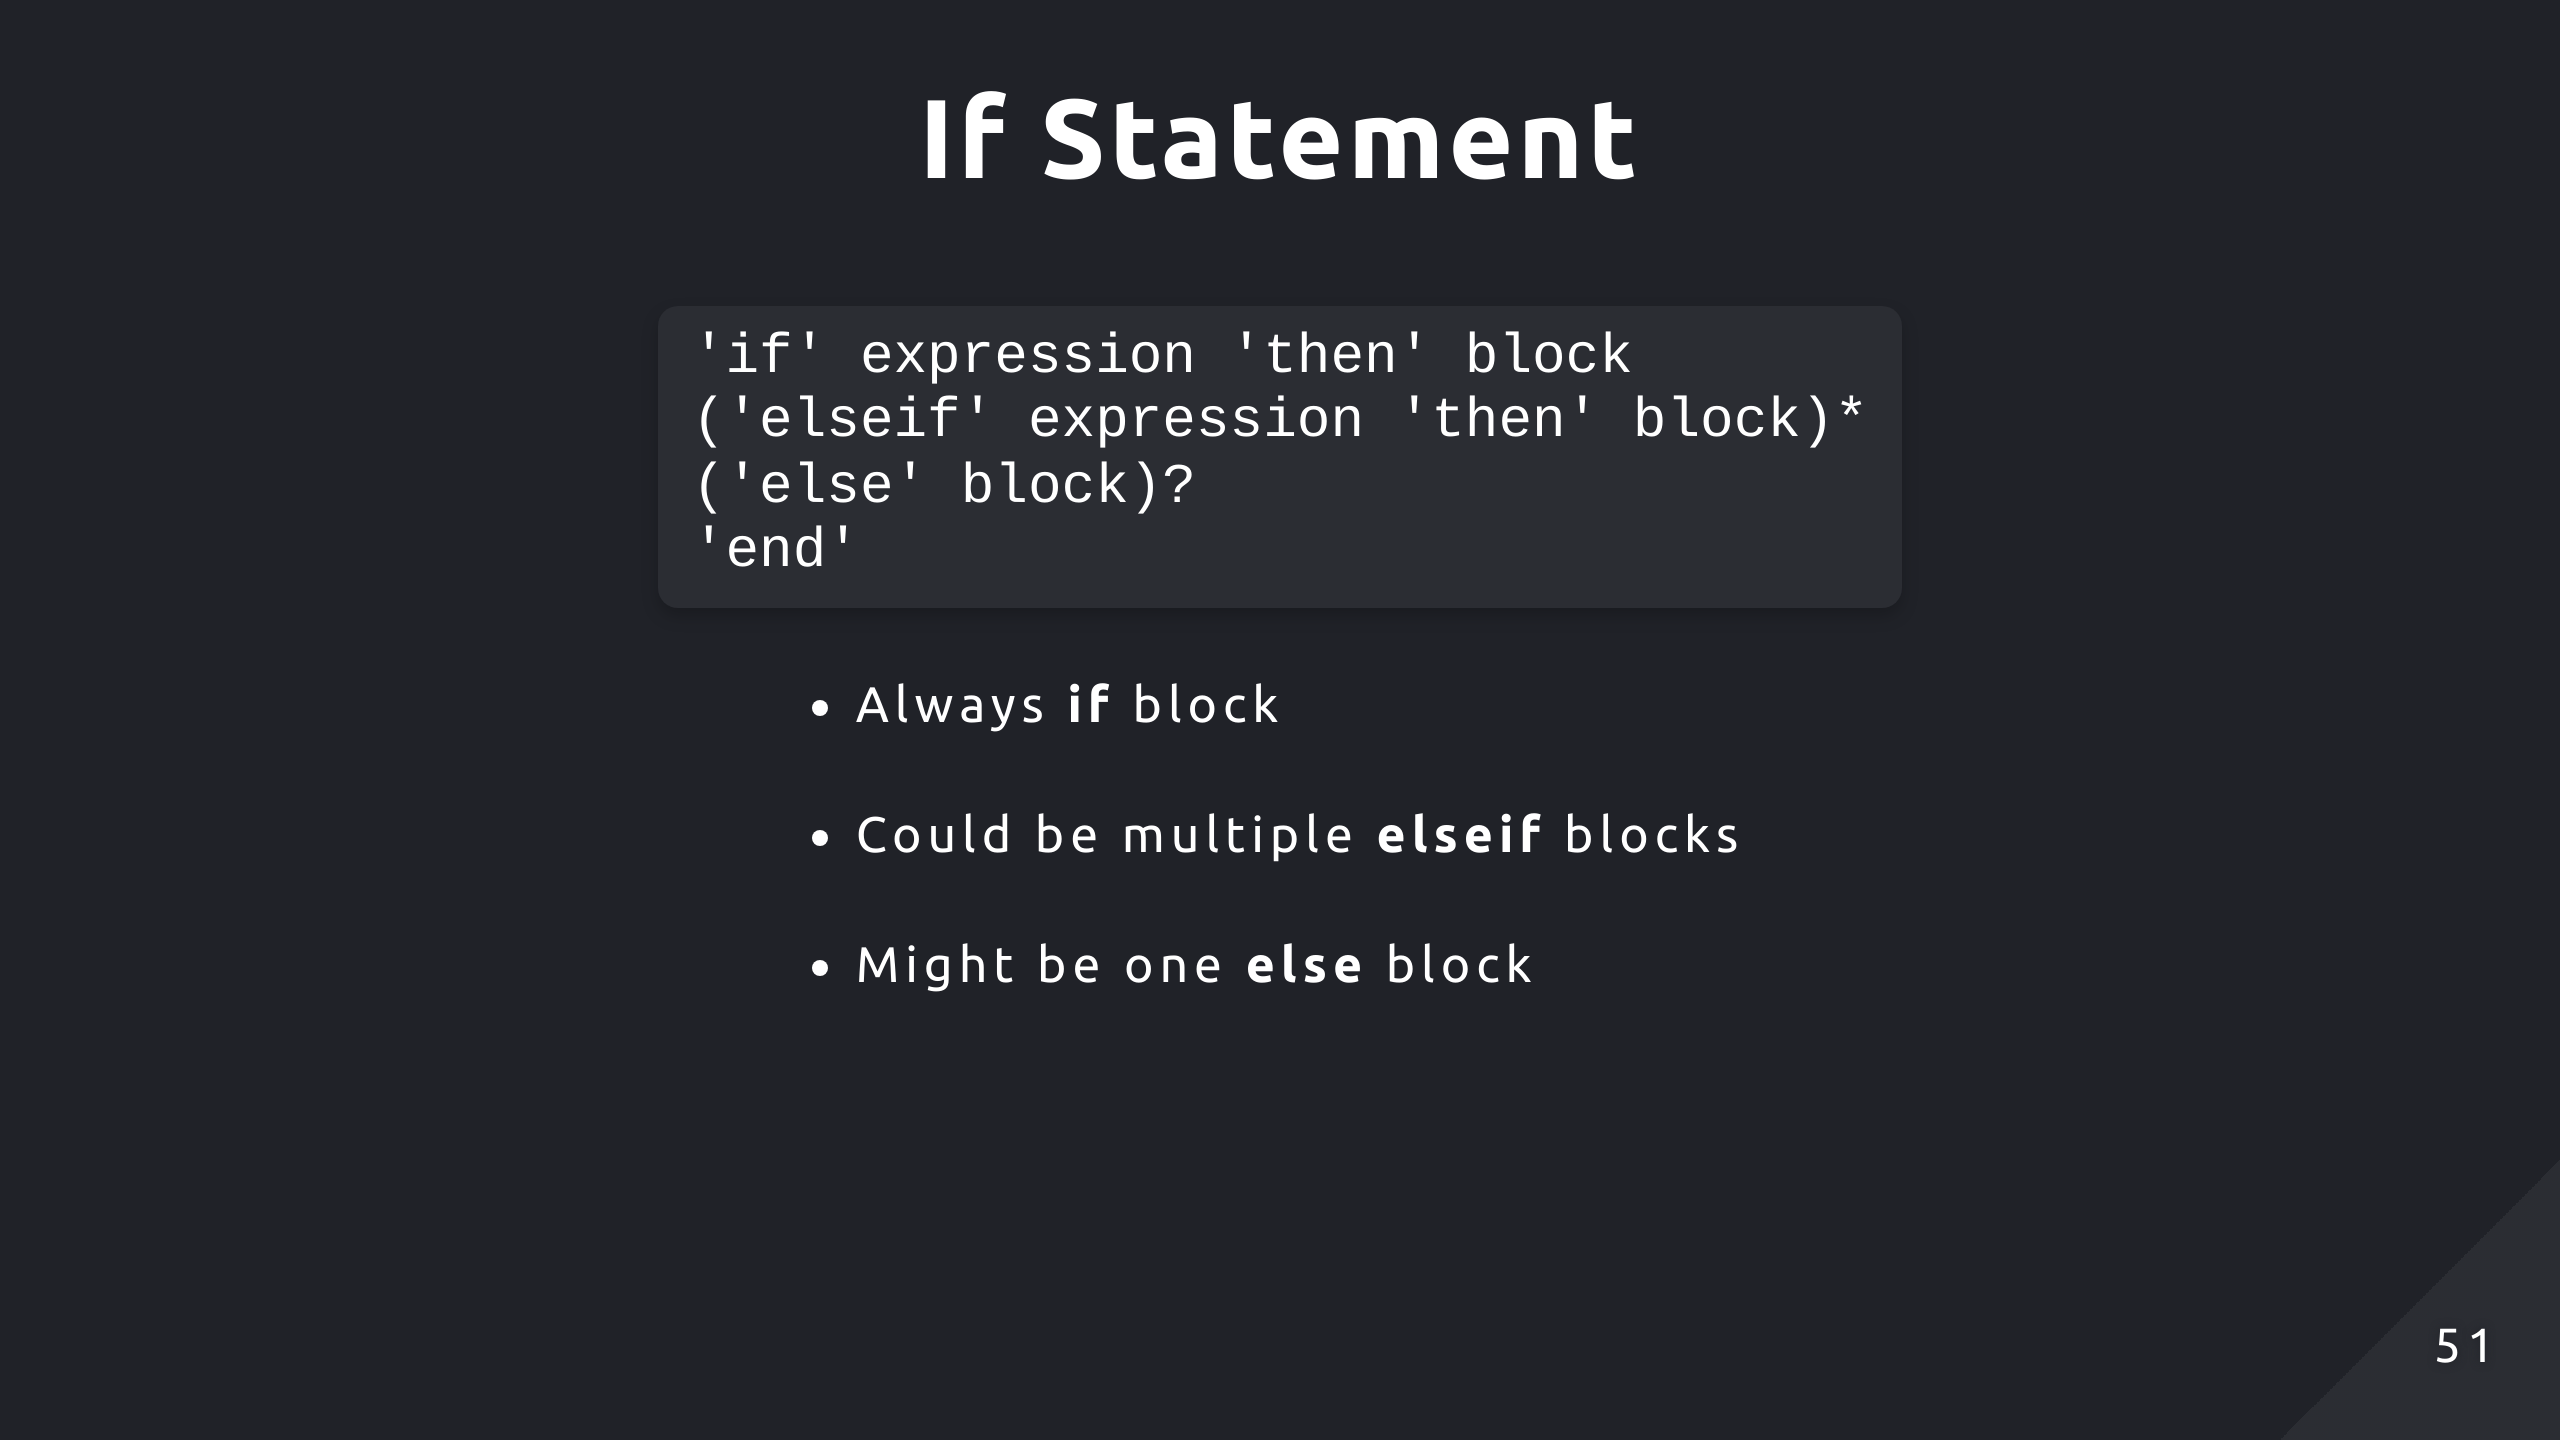 If Statement
'if' expression 'then' block
('elseif' expression 'then' block)*
('else' block)?
'end'
Always if block
Could be multiple elseif blocks
Might be one else block
51